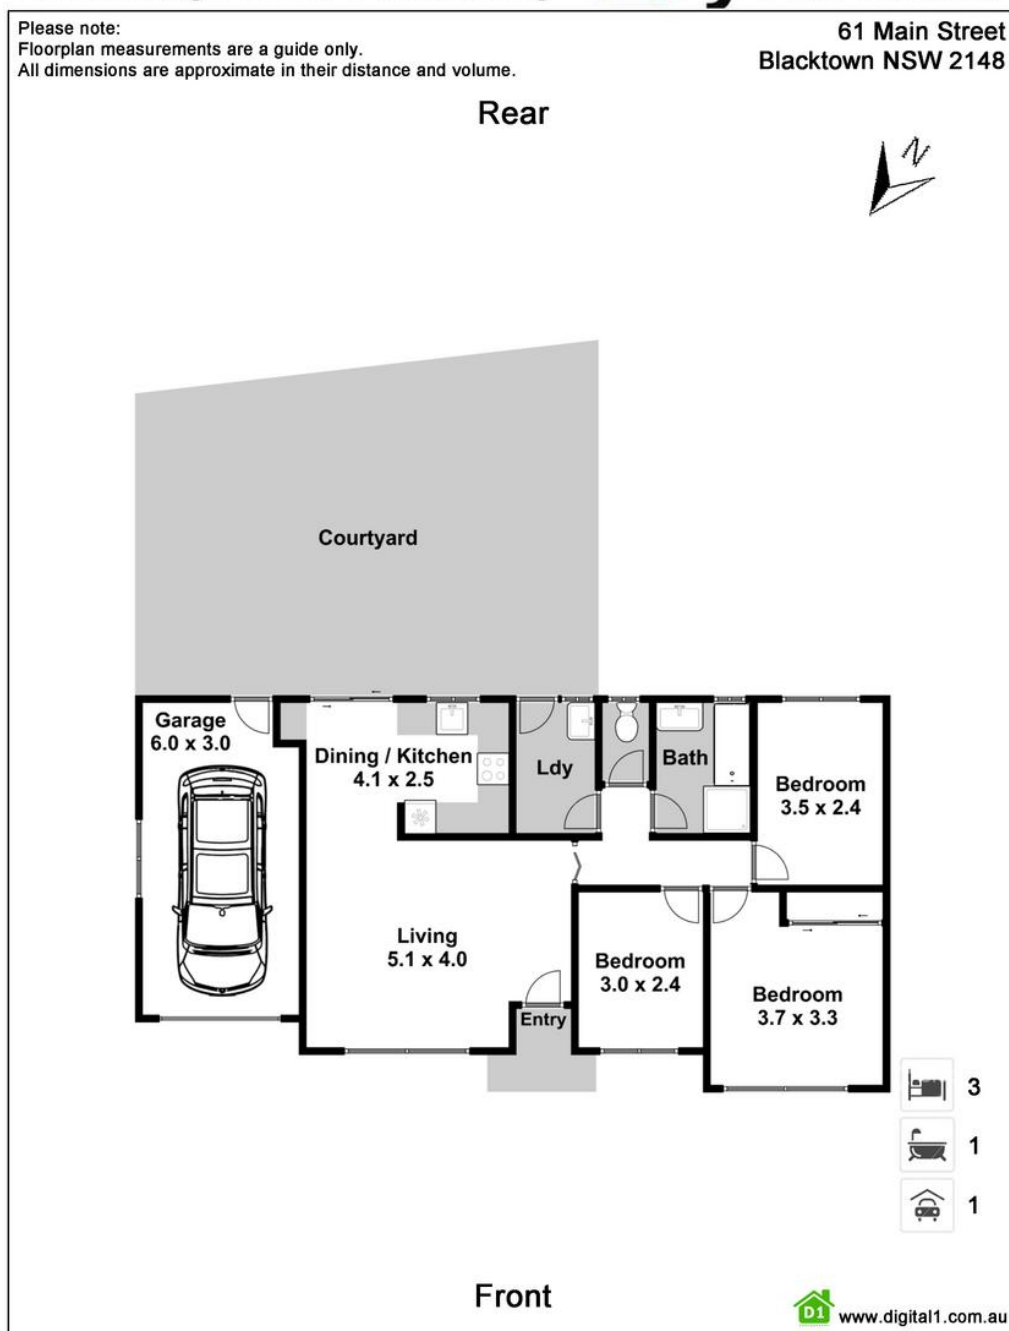 Please note:
Floorplan measurements are a guide only.
All dimensions are approximate in their distance and volume.
61 Main Street
Blacktown NSW 2148
Rear
N
Courtyard
Garage
6.0 x 3.0
Dining / Kitchen
4.1 x 2.5
Ldy
Bath
Bedroom
3.5 x 2.4
Living
5.1 x 4.0
Bedroom
3.0 x 2.4
Bedroom
3.7 x 3.3
Entry
3
1
1
Front
D1
www.digital1.com.au